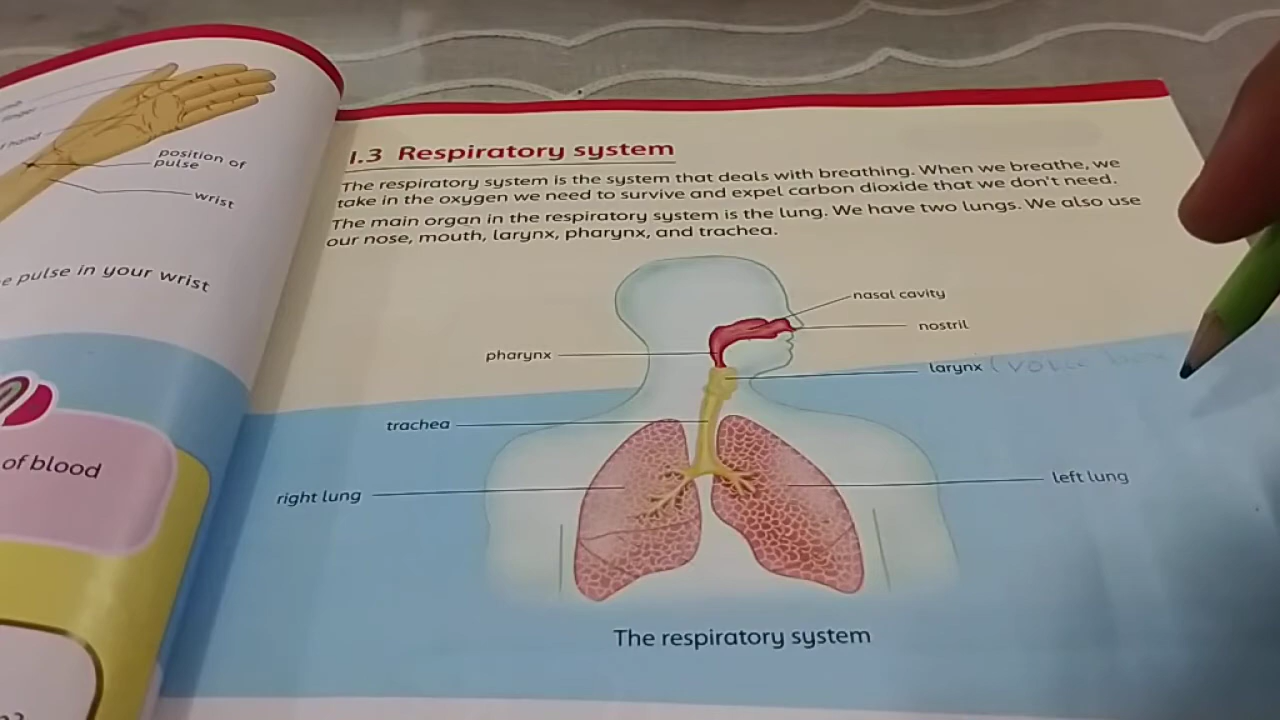 hand
position of
pulse
wrist
e pulse in your wrist
of blood
1.3 Respiratory system
The respiratory system is the system that deals with breathing. When we breathe, we
take in the oxygen we need to survive and expel carbon dioxide that we don't need.
The main organ in the respiratory system is the lung. We have two lungs. We also use
our nose, mouth, larynx, pharynx, and trachea.
nasal cavity
nostril
pharynx
larynx (voice
trachea
right lung
left lung
The respiratory system